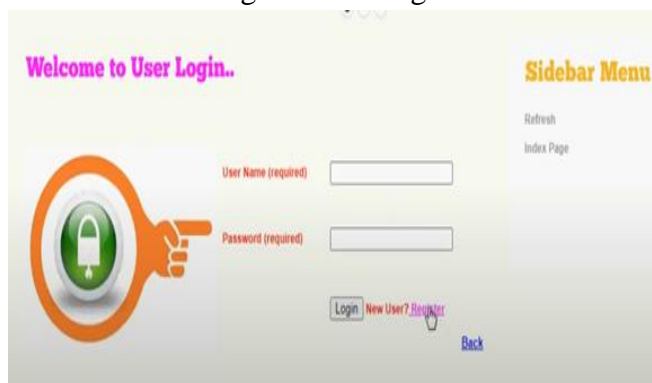 Welcome to User Login..
Sidebar Menu
Refresh
Index Page
User Name (required)
Password (required)
Login New User? Register
Back